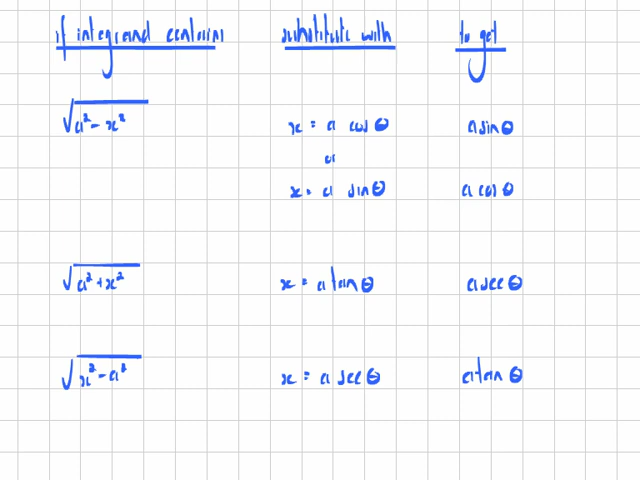 if integrand contains substitute with to get
√(a² - x²) x = a cos θ a sin θ
or
x = a sin θ a cos θ
√(a² + x²) x = a tan θ a sec θ
√(x² - a²) x = a sec θ a tan θ